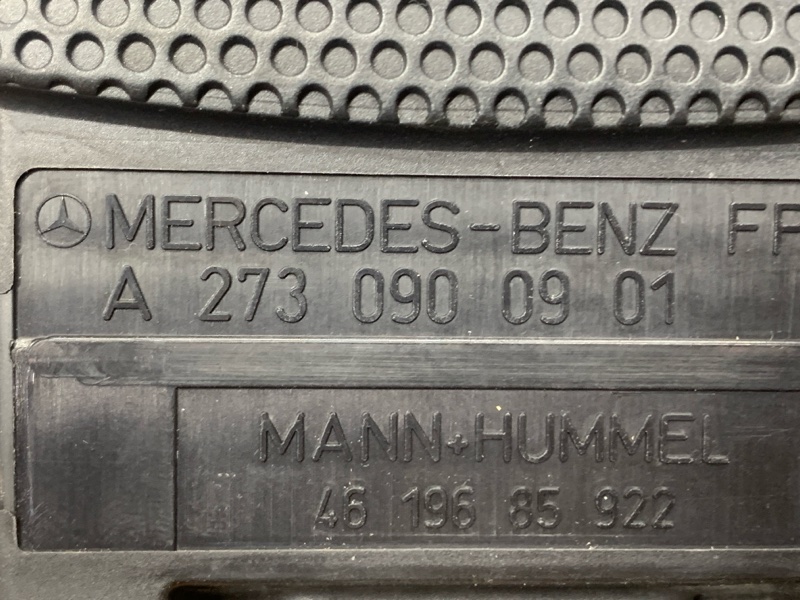 MERCEDES-BENZ
A 273 090 09 01
MANN+HUMMEL
46 196 85 922